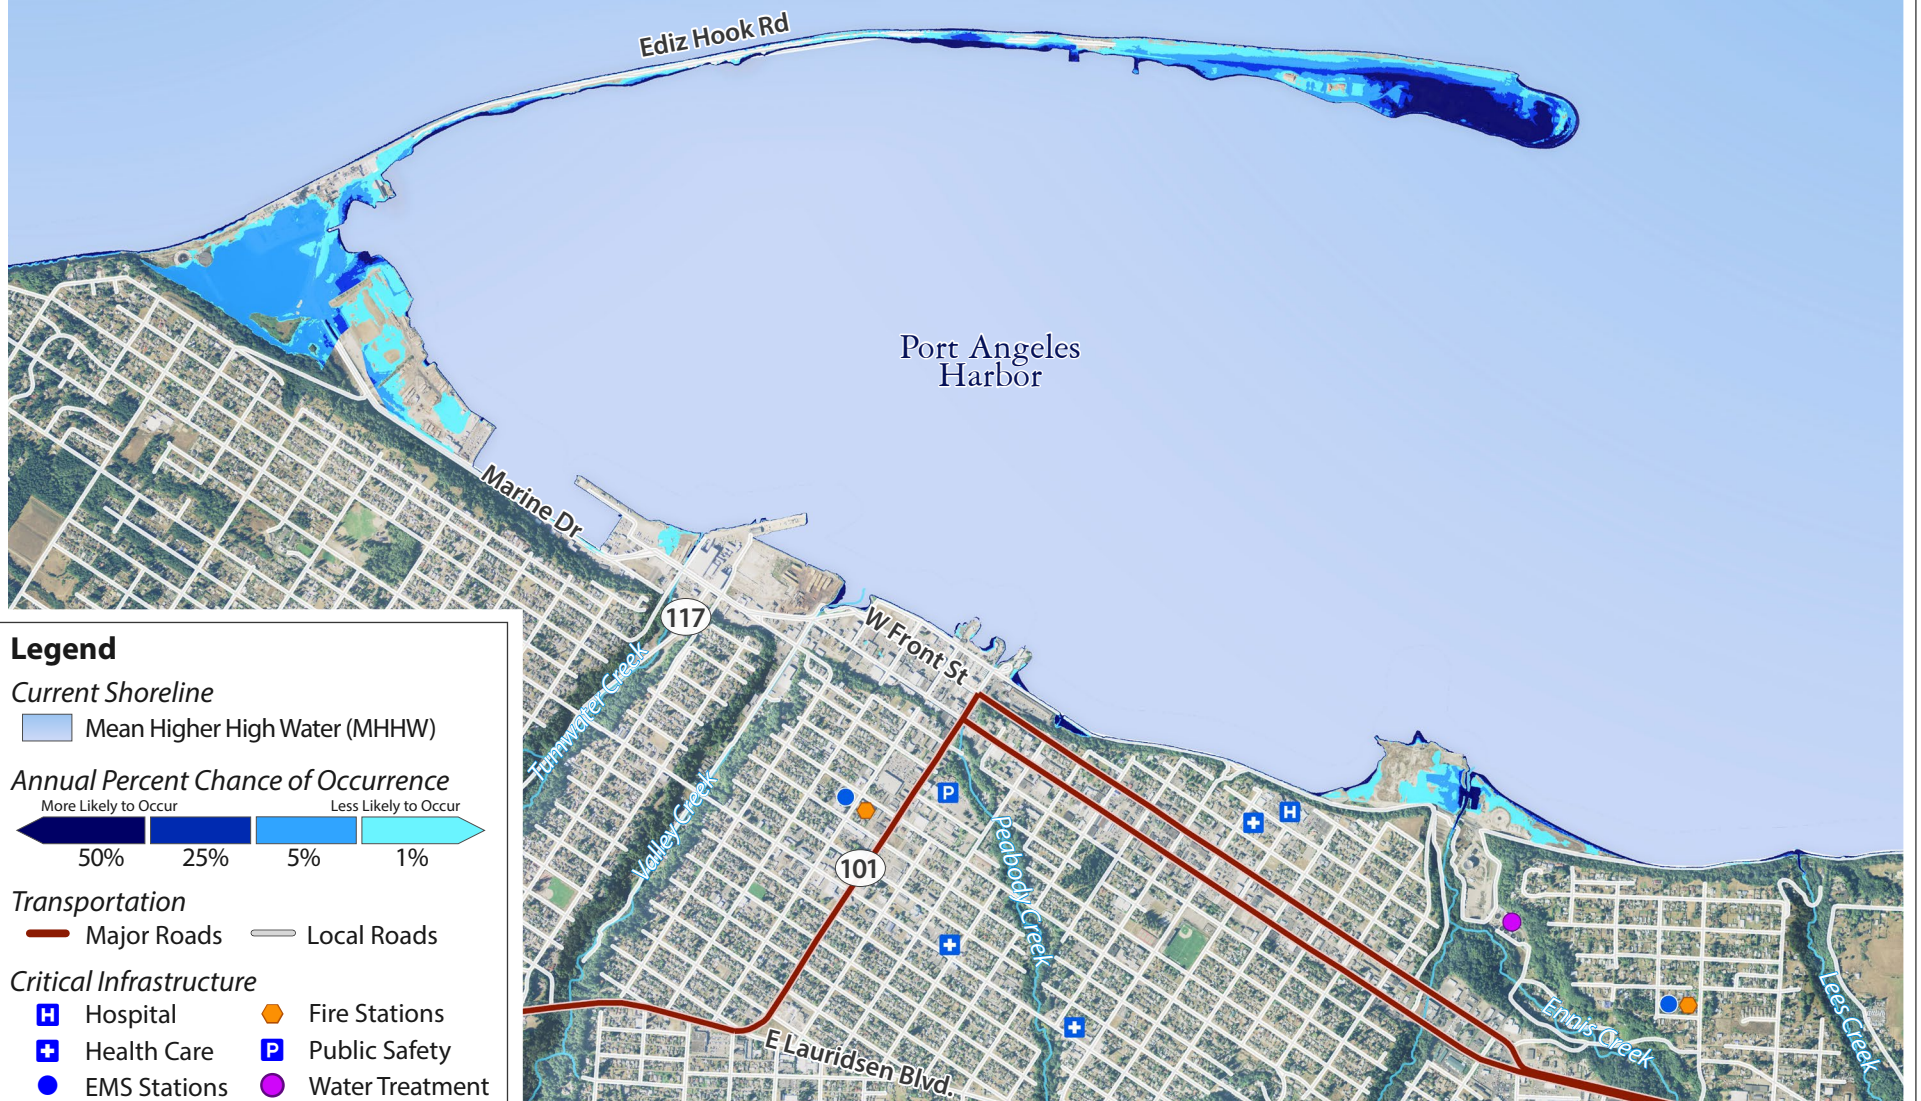 Ediz Hook Rd
Port Angeles
Harbor
Marine Dr
117
W Front St
Tumwater Creek
Valley Creek
P
H
101
Peabody Creek
Ennis Creek
Lees Creek
E Lauridsen Blvd.
Legend
Current Shoreline
Mean Higher High Water (MHHW)
Annual Percent Chance of Occurrence
More Likely to Occur Less Likely to Occur
50% 25% 5% 1%
Transportation
Major Roads Local Roads
Critical Infrastructure
H Hospital Fire Stations
Health Care P Public Safety
EMS Stations Water Treatment